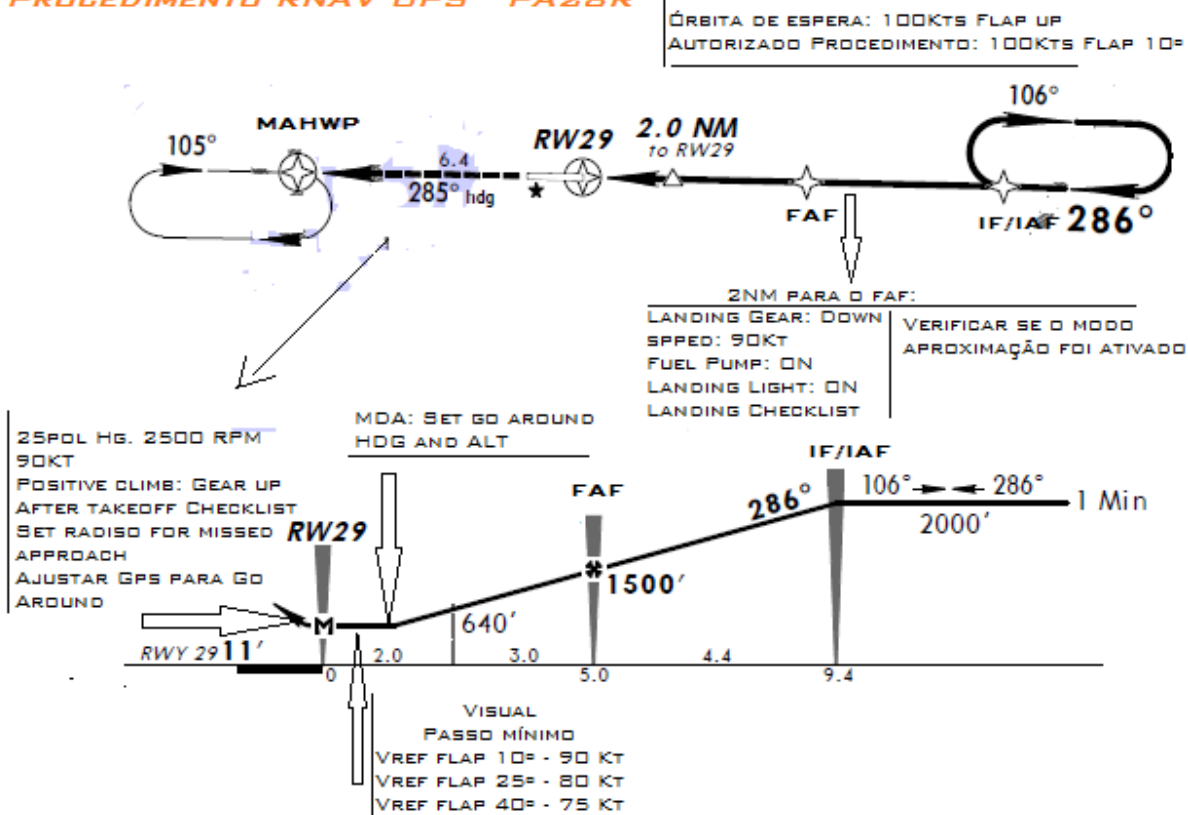 PROCEDIMENTO RNAV GPS PA28R
ÓRBITA DE ESPERA: 100KTS FLAP UP
AUTORIZADO PROCEDIMENTO: 100KTS FLAP 10º
MAHWP
105°
6.4
285° hdg
RW29
2.0 NM
to RW29
FAF
106°
IF/IAF 286°
2NM PARA O FAF:
LANDING GEAR: DOWN
SPPED: 90KT
FUEL PUMP: ON
LANDING LIGHT: ON
LANDING CHECKLIST
VERIFICAR SE O MODO
APROXIMAÇÃO FOI ATIVADO
25POL HG. 2500 RPM
90KT
POSITIVE CLIMB: GEAR UP
AFTER TAKEOFF CHECKLIST
SET RADISO FOR MISSED
APPROACH
AJUSTAR GPS PARA GO
AROUND
MDA: SET GO AROUND
HDG AND ALT
RW29
FAF
IF/IAF
286°
106° 286°
1 Min
2000′
1500′
M
640′
RWY 29 11′
2.0 3.0 4.4
0 5.0 9.4
VISUAL
PASSO MÍNIMO
VREF FLAP 10º - 90 KT
VREF FLAP 25º - 80 KT
VREF FLAP 40º - 75 KT